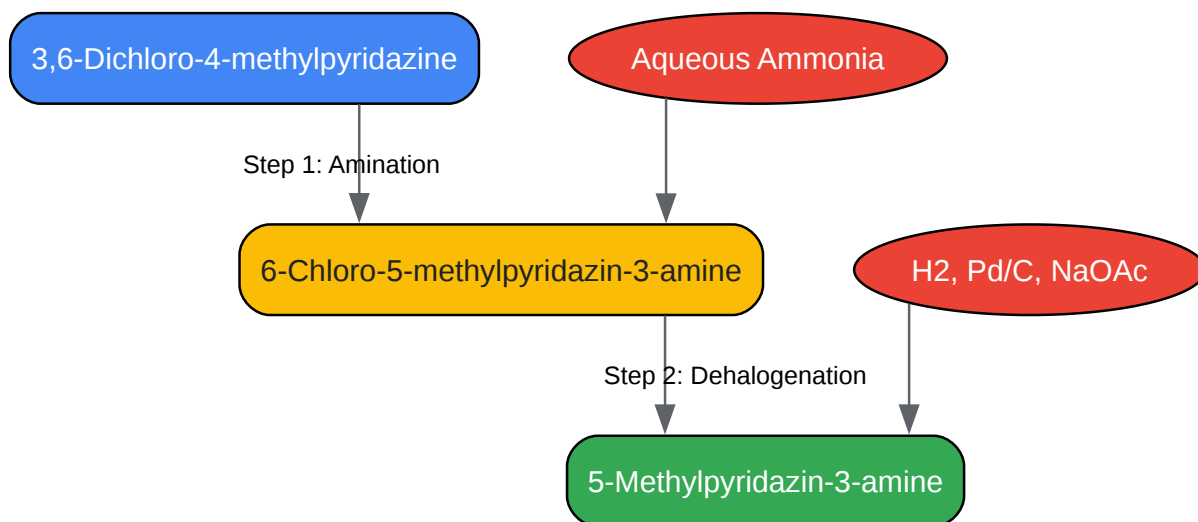 3,6-Dichloro-4-methylpyridazine
Aqueous Ammonia
Step 1: Amination
6-Chloro-5-methylpyridazin-3-amine
H2, Pd/C, NaOAc
Step 2: Dehalogenation
5-Methylpyridazin-3-amine